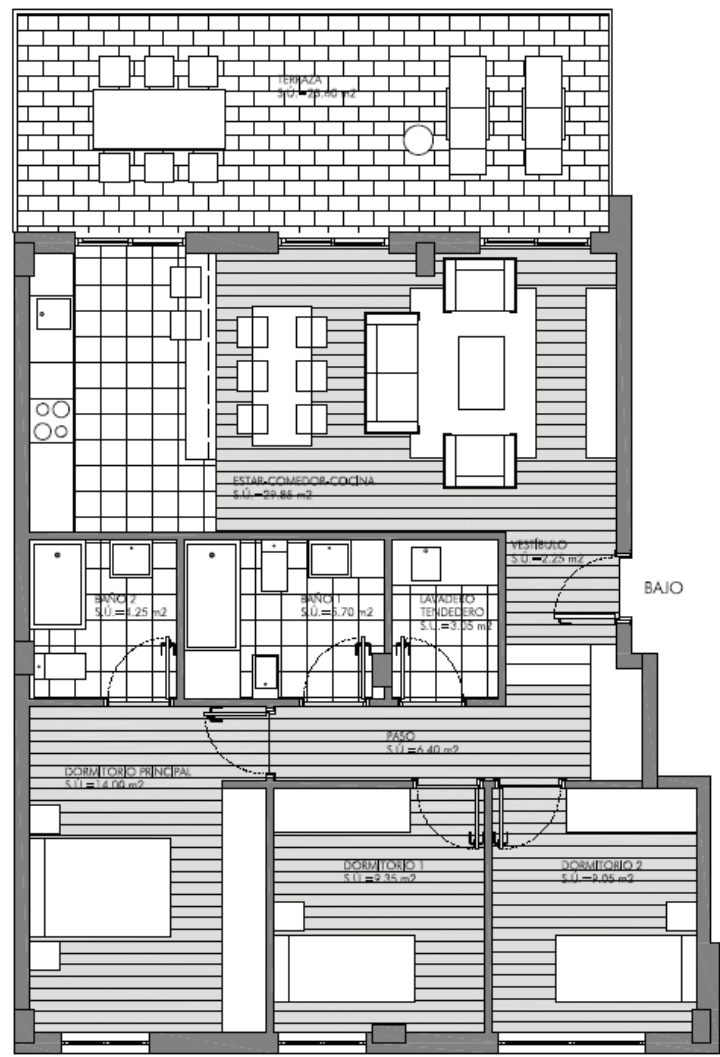 TERRAZA
S.Ú.=23.60 m2
ESTAR-COMEDOR-COCINA
S.Ú.=29.85 m2
VESTÍBULO
S.Ú.=2.25 m2
BAJO
BAÑO 2
S.Ú.=4.25 m2
BAÑO 1
S.Ú.=5.70 m2
LAVADERO
TENDEDERO
S.Ú.=3.05 m2
PASO
S.Ú.=6.40 m2
DORMITORIO PRINCIPAL
S.Ú.=14.00 m2
DORMITORIO 1
S.Ú.=9.35 m2
DORMITORIO 2
S.Ú.=9.05 m2